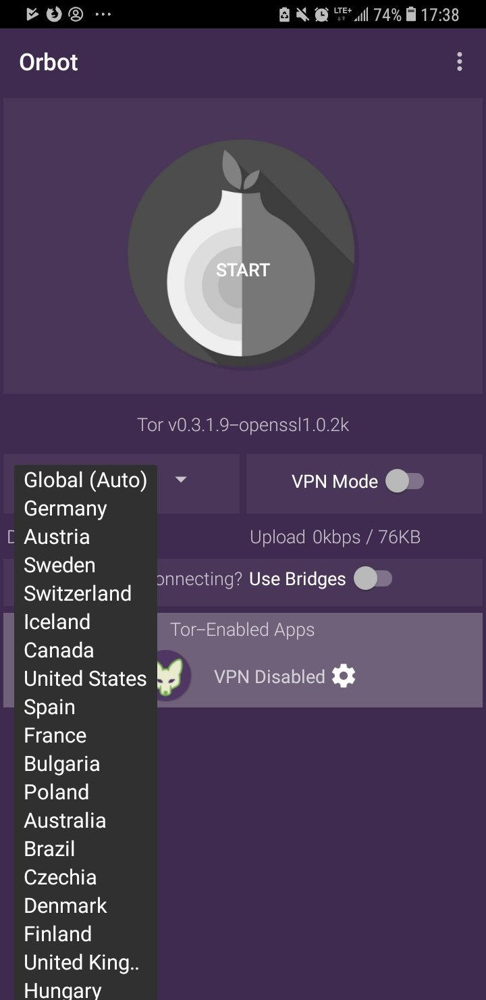 LTE+ 74% 17:38
Orbot
START
Tor v0.3.1.9–openssl1.0.2k
Global (Auto)
VPN Mode
Germany
Austria
D
Upload 0kbps / 76KB
Sweden
onnecting? Use Bridges
Switzerland
Iceland
Tor–Enabled Apps
Canada
United States
VPN Disabled
Spain
France
Bulgaria
Poland
Australia
Brazil
Czechia
Denmark
Finland
United King..
Hungary